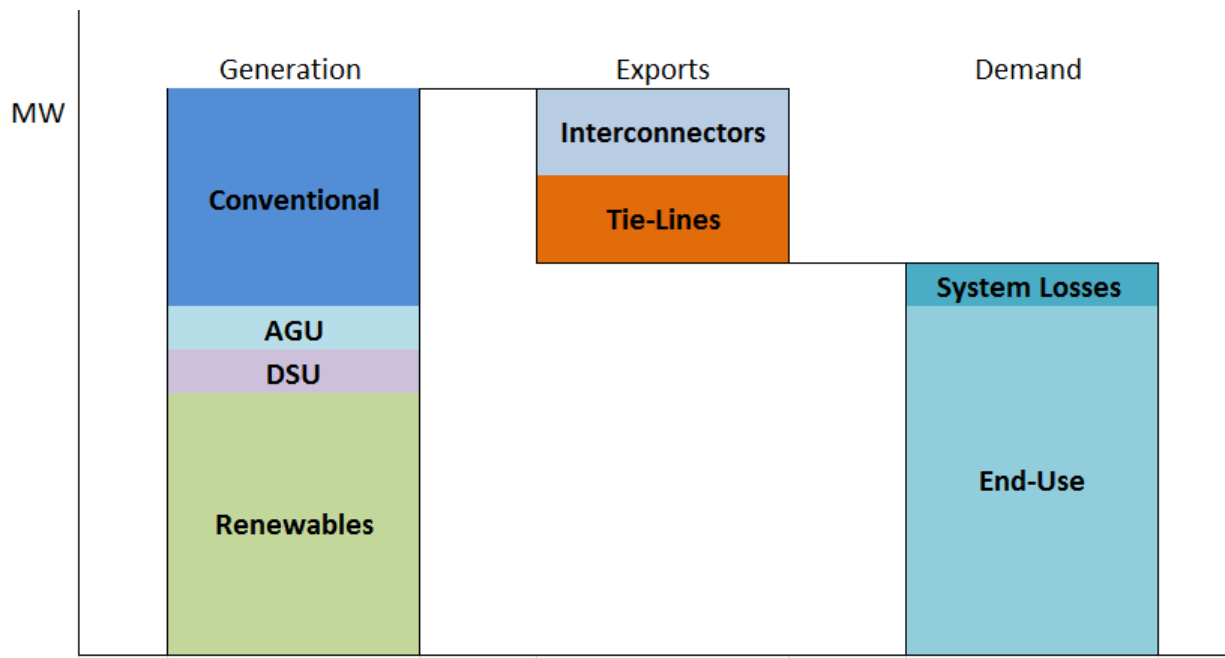 Generation
Exports
Demand
MW
Interconnectors
Conventional
Tie-Lines
System Losses
AGU
DSU
End-Use
Renewables